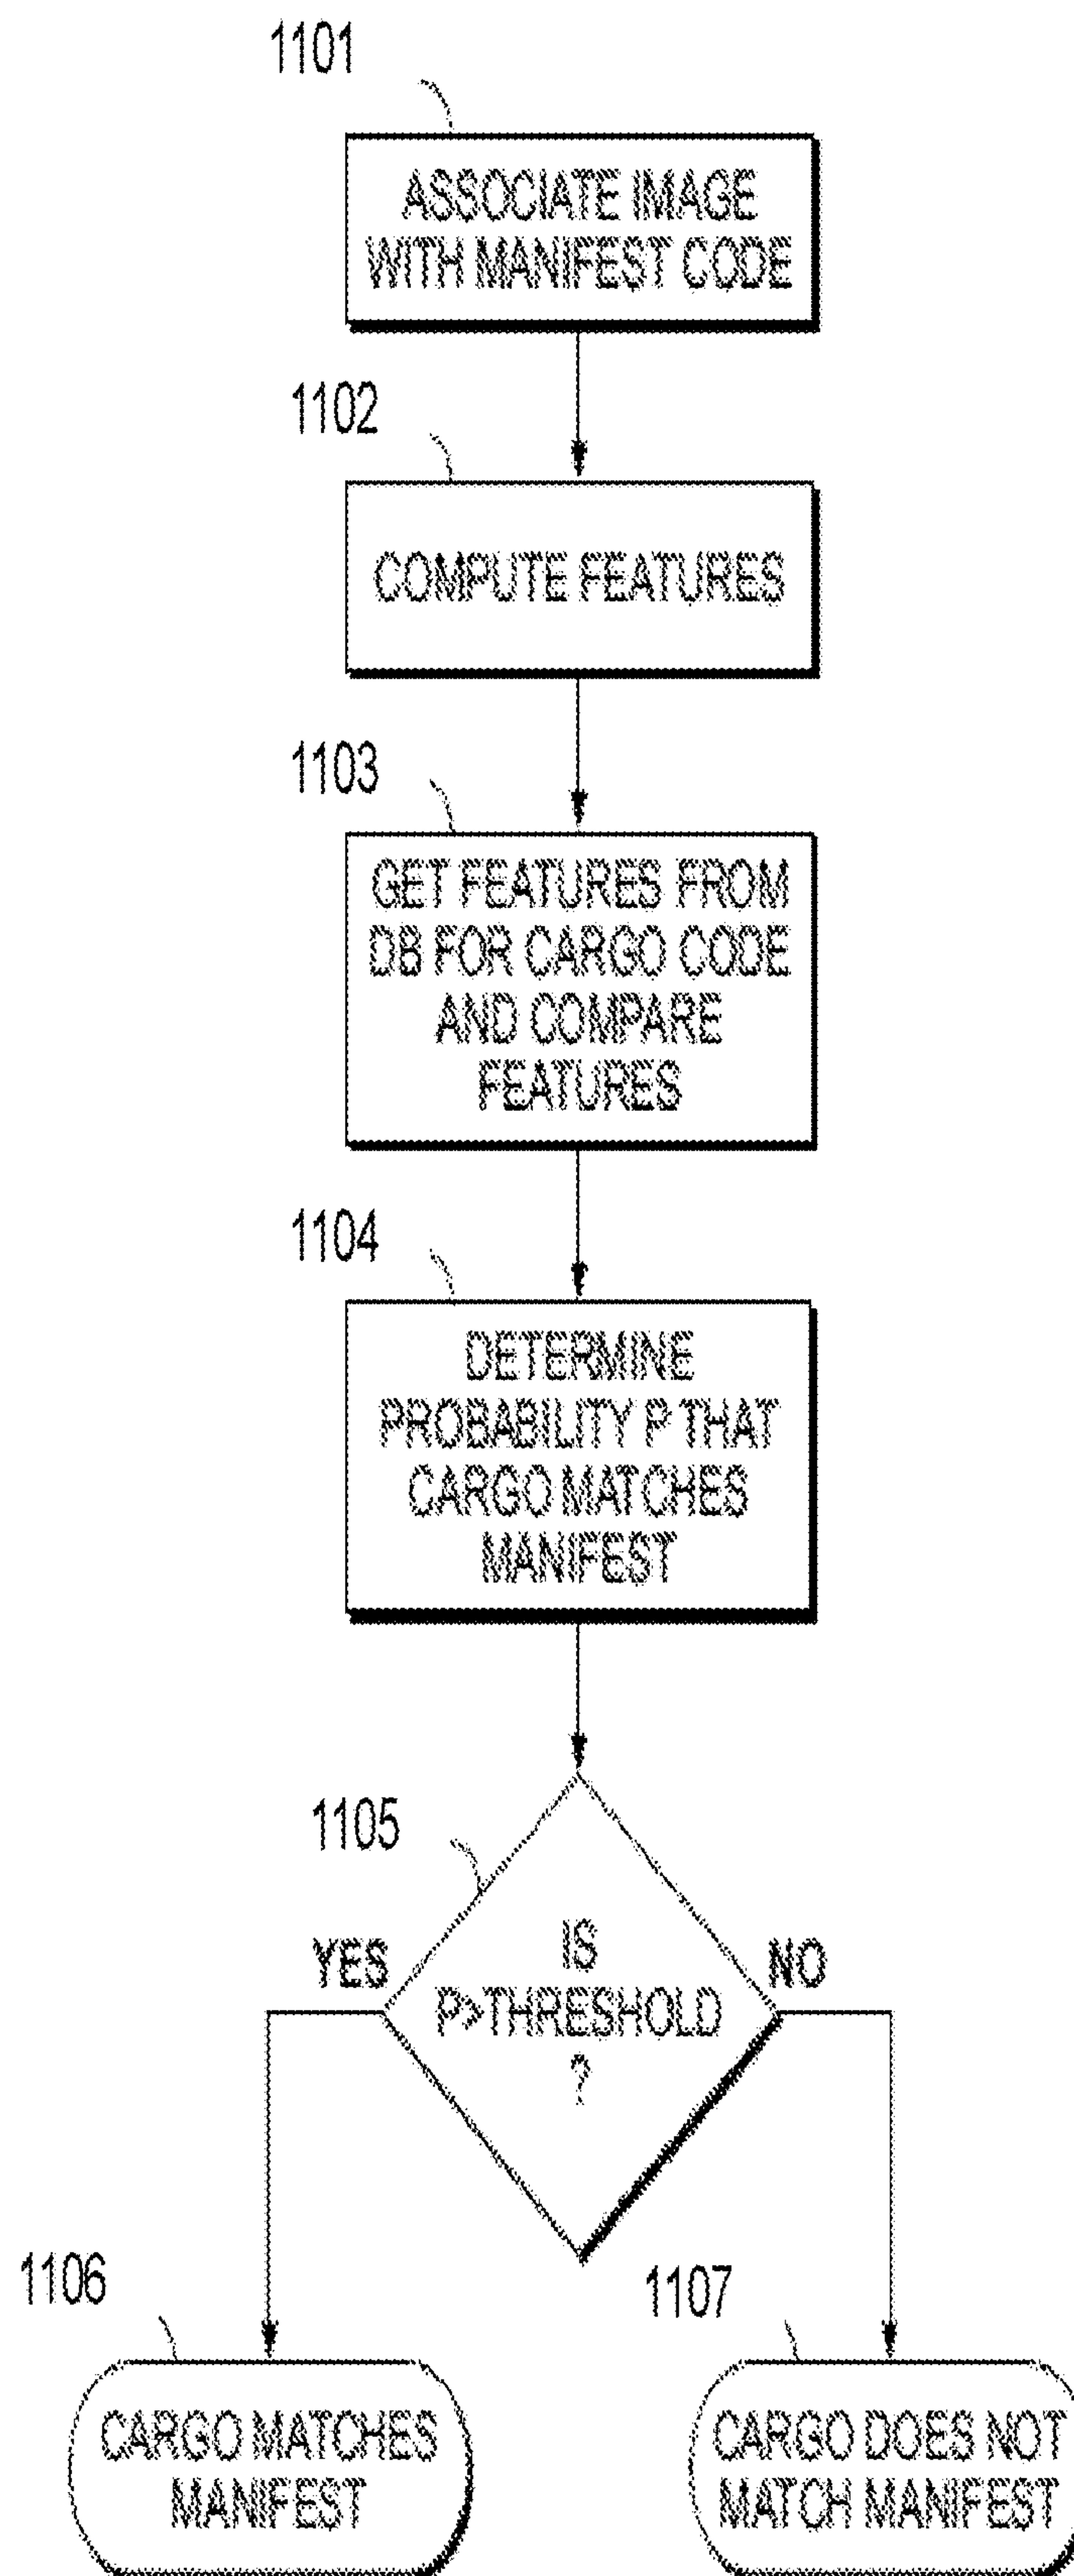 1101
ASSOCIATE IMAGE
WITH MANIFEST CODE
1102
COMPUTE FEATURES
1103
GET FEATURES FROM
DB FOR CARGO CODE
AND COMPARE
FEATURES
1104
DETERMINE
PROBABILITY P THAT
CARGO MATCHES
MANIFEST
1105
YES
IS
P>THRESHOLD
?
NO
1106
CARGO MATCHES
MANIFEST
1107
CARGO DOES NOT
MATCH MANIFEST